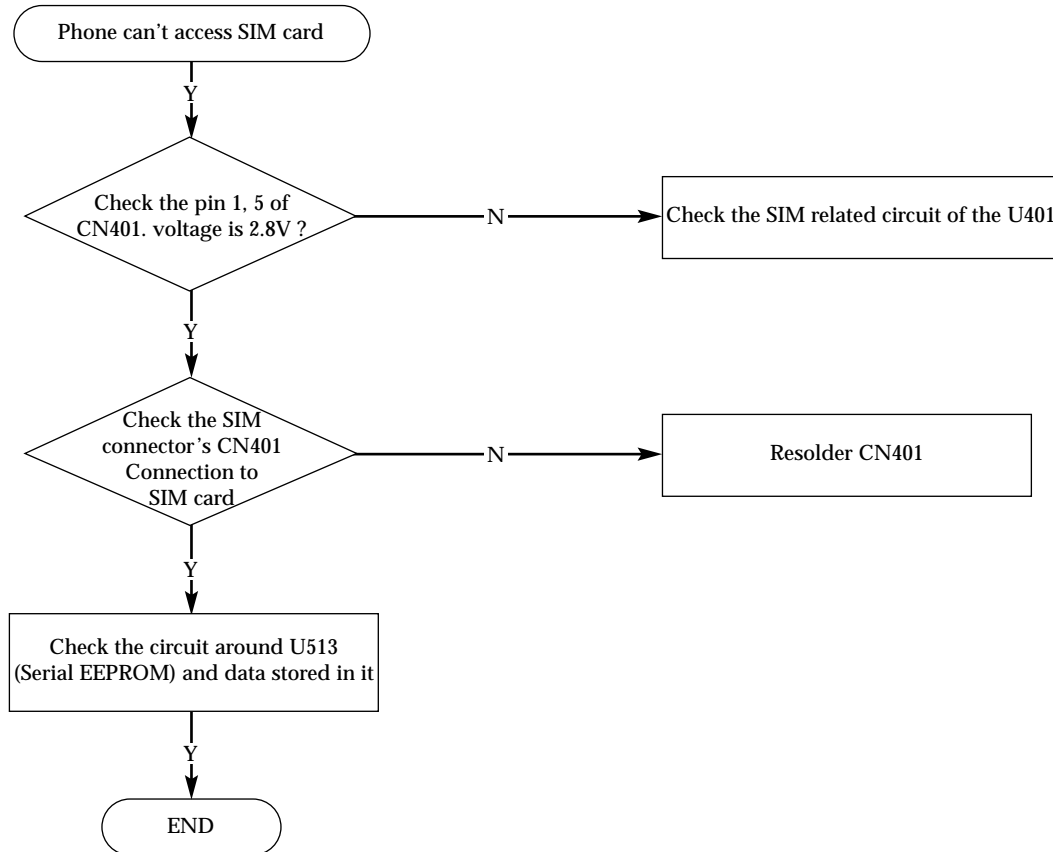 Phone can't access SIM card
Y
Check the pin 1, 5 of
CN401. voltage is 2.8V ?
N
Check the SIM related circuit of the U401
Y
Check the SIM
connector's CN401
Connection to
SIM card
N
Resolder CN401
Y
Check the circuit around U513
(Serial EEPROM) and data stored in it
Y
END